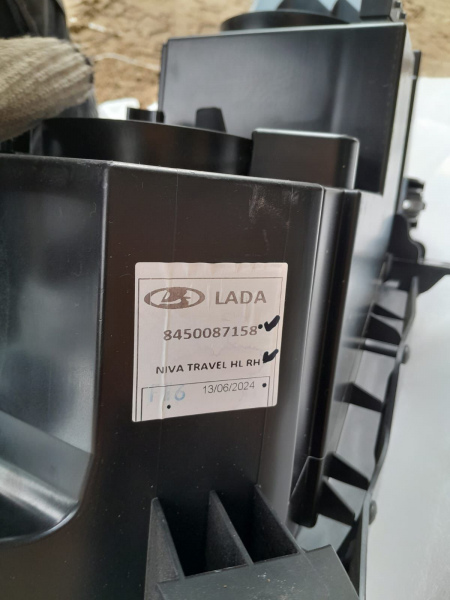 LADA
8450087158
NIVA TRAVEL HL RH
13/06/2024